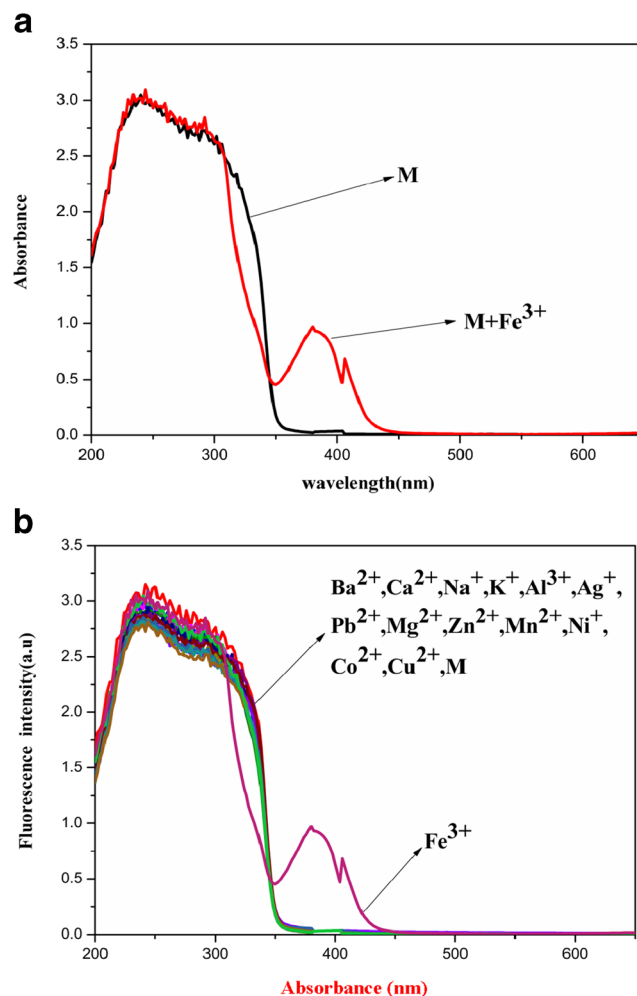 a
3.5
3.0
2.5
2.0
1.5
1.0
0.5
0.0
Absorbance
M
M+Fe³⁺
200 300 400 500 600
wavelength(nm)
b
3.5
3.0
2.5
2.0
1.5
1.0
0.5
0.0
Fluorescence intensity(a.u)
Ba²⁺,Ca²⁺,Na⁺,K⁺,Al³⁺,Ag⁺,
Pb²⁺,Mg²⁺,Zn²⁺,Mn²⁺,Ni⁺,
Co²⁺,Cu²⁺,M
Fe³⁺
200 300 400 500 600
Absorbance (nm)